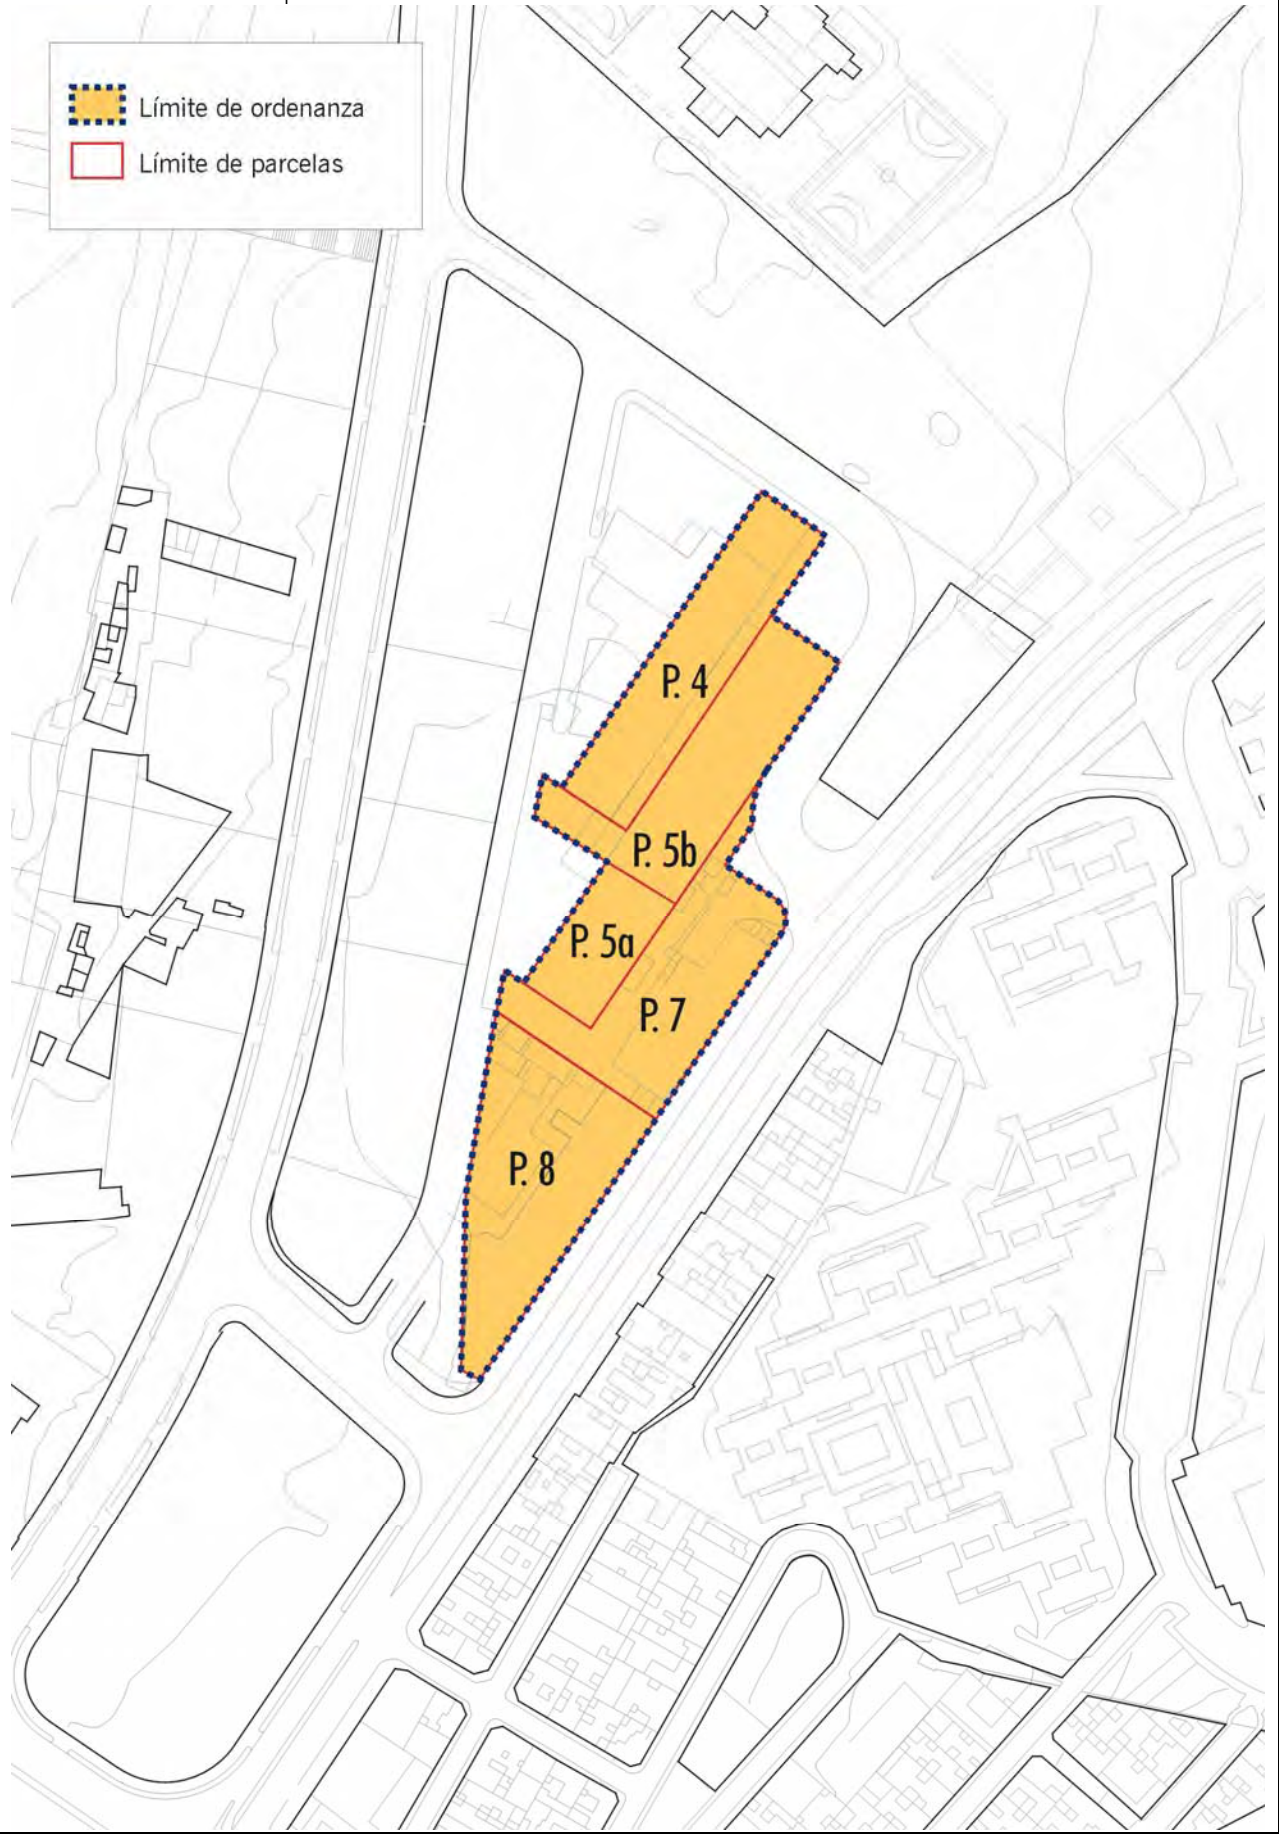 Límite de ordenanza
Límite de parcelas
P. 4
P. 5b
P. 5a
P. 7
P. 8